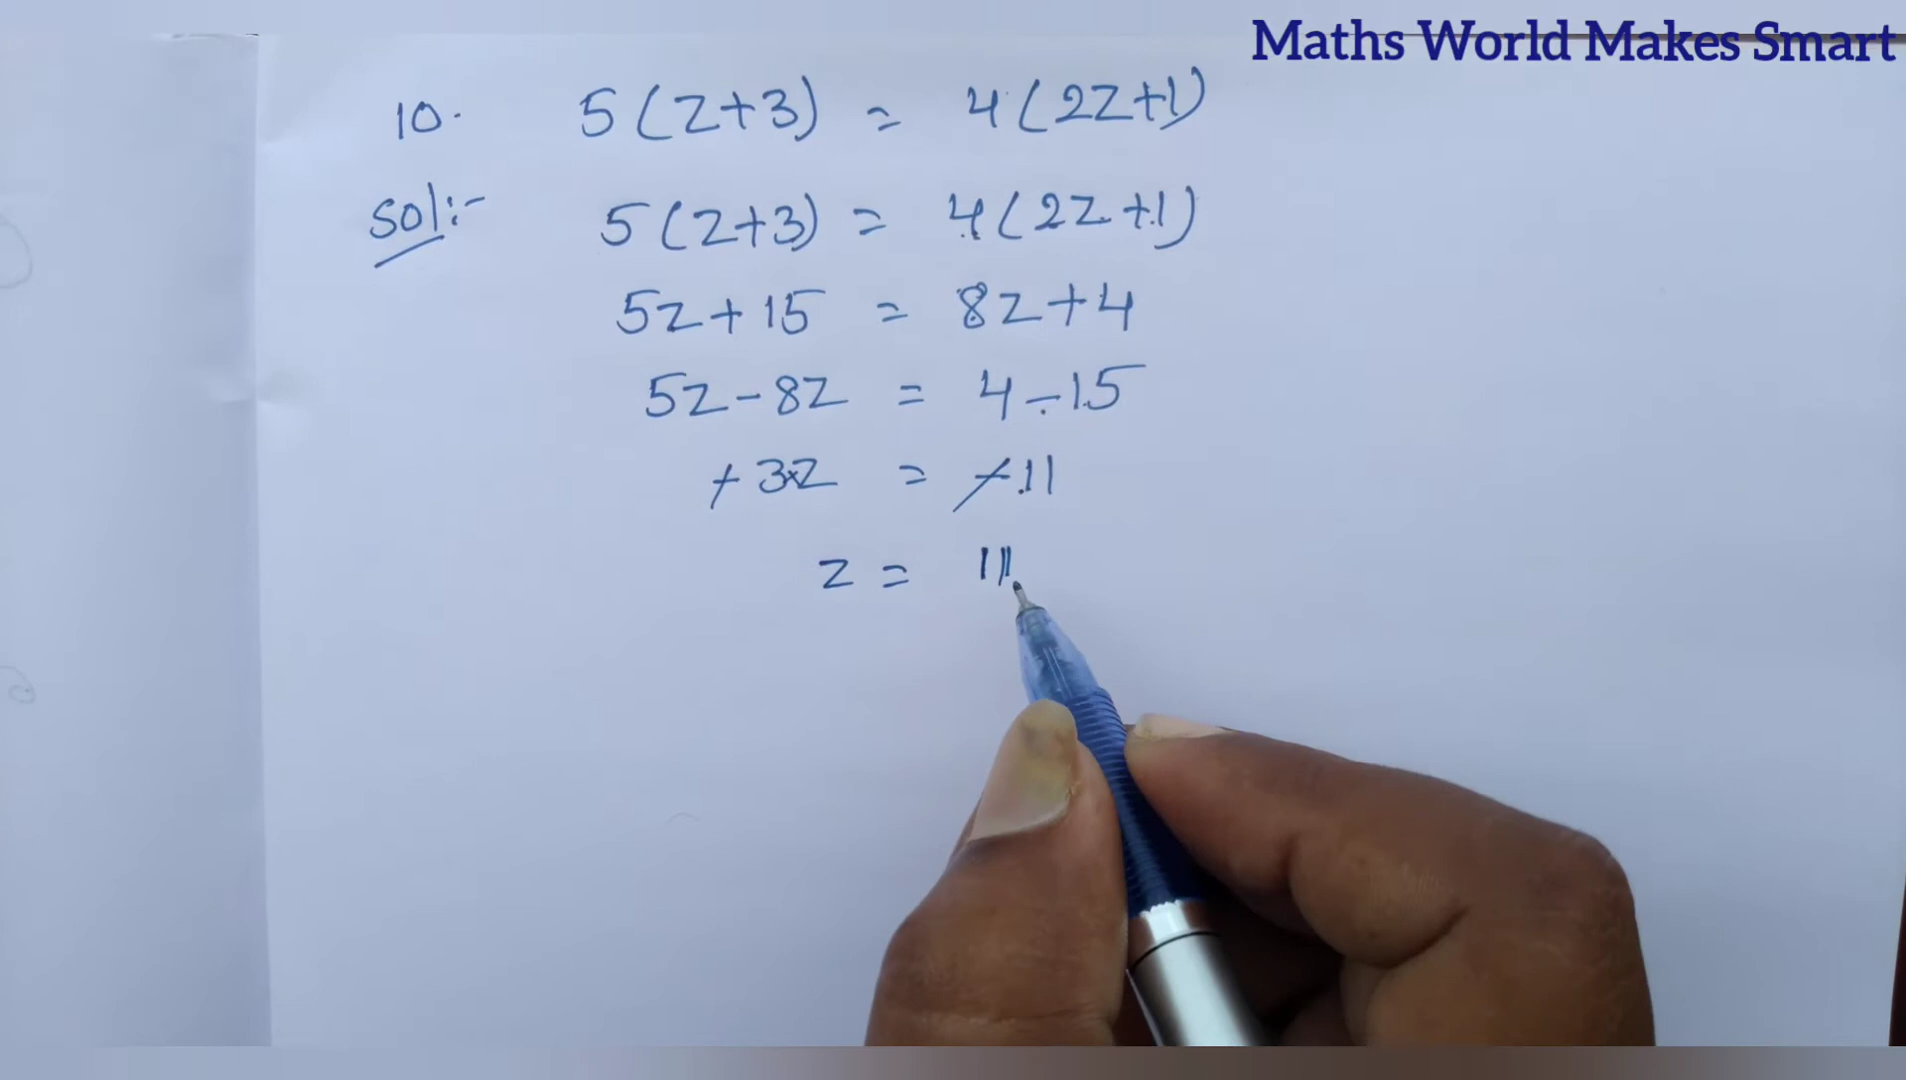 Maths World Makes Smart
10. 5(z+3) = 4(2z+1)
Sol:- 5(z+3) = 4(2z+1)
5z+15 = 8z+4
5z-8z = 4-15
+3z = -11
z = 11